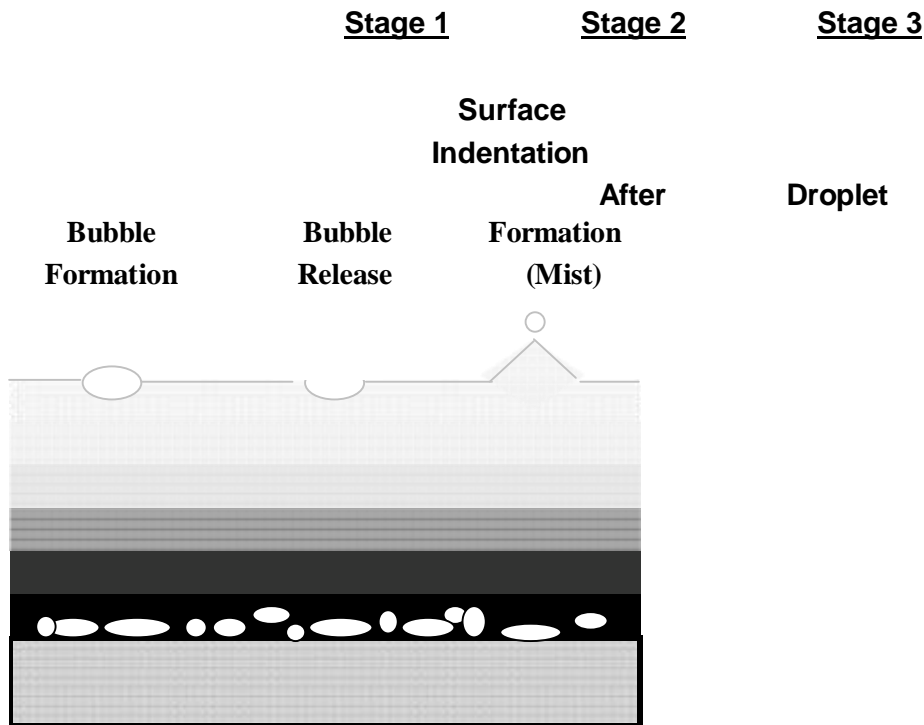 Stage 1 Stage 2 Stage 3
Surface
Indentation
After Droplet
Bubble Bubble Formation
Formation Release (Mist)